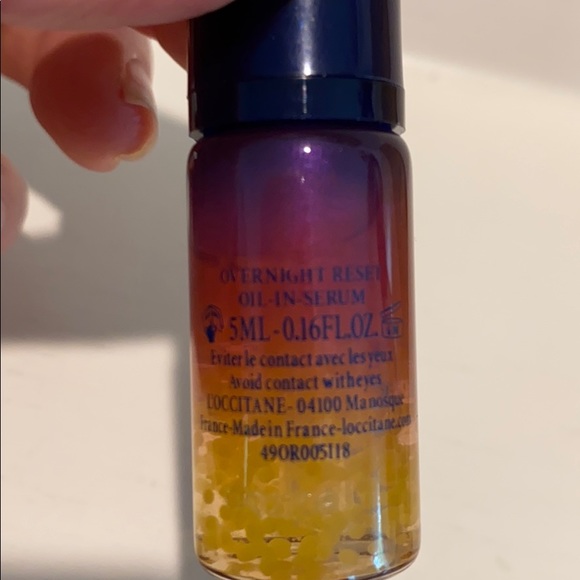 OVERNIGHT RESET
OIL-IN-SERUM
5ML - 0.16FL.OZ.
Eviter le contact avec les yeux
Avoid contact with eyes
L'OCCITANE - 04100 Manosque
France-Made in France-loccitane.com
49OR005I18